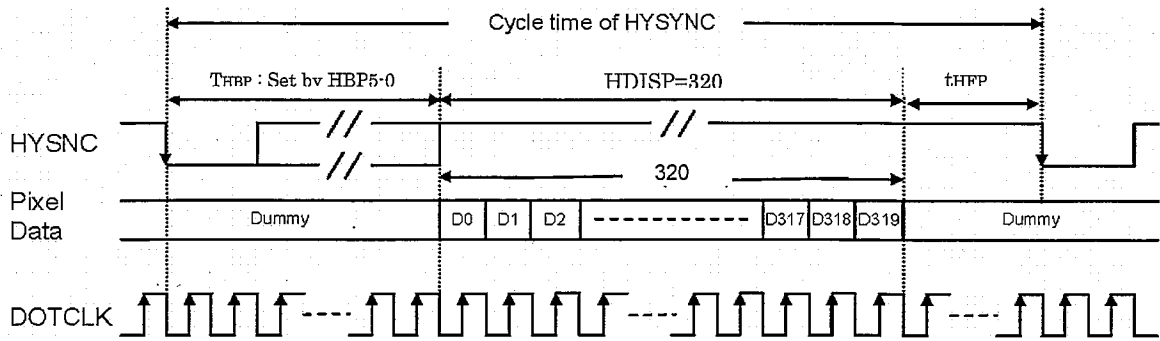 Cycle time of HYSYNC
THBP : Set by HBP5-0
HDISP=320
tHFP
HYSNC
320
Pixel
Data
Dummy
D0
D1
D2
D317
D318
D319
Dummy
DOTCLK